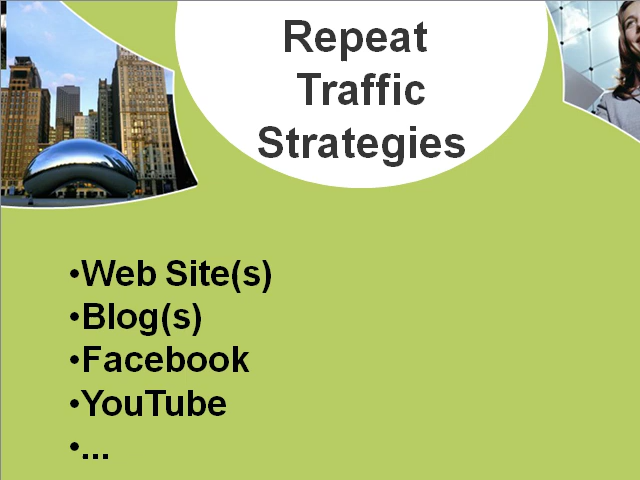 Repeat
Traffic
Strategies
•Web Site(s)
•Blog(s)
•Facebook
•YouTube
•...